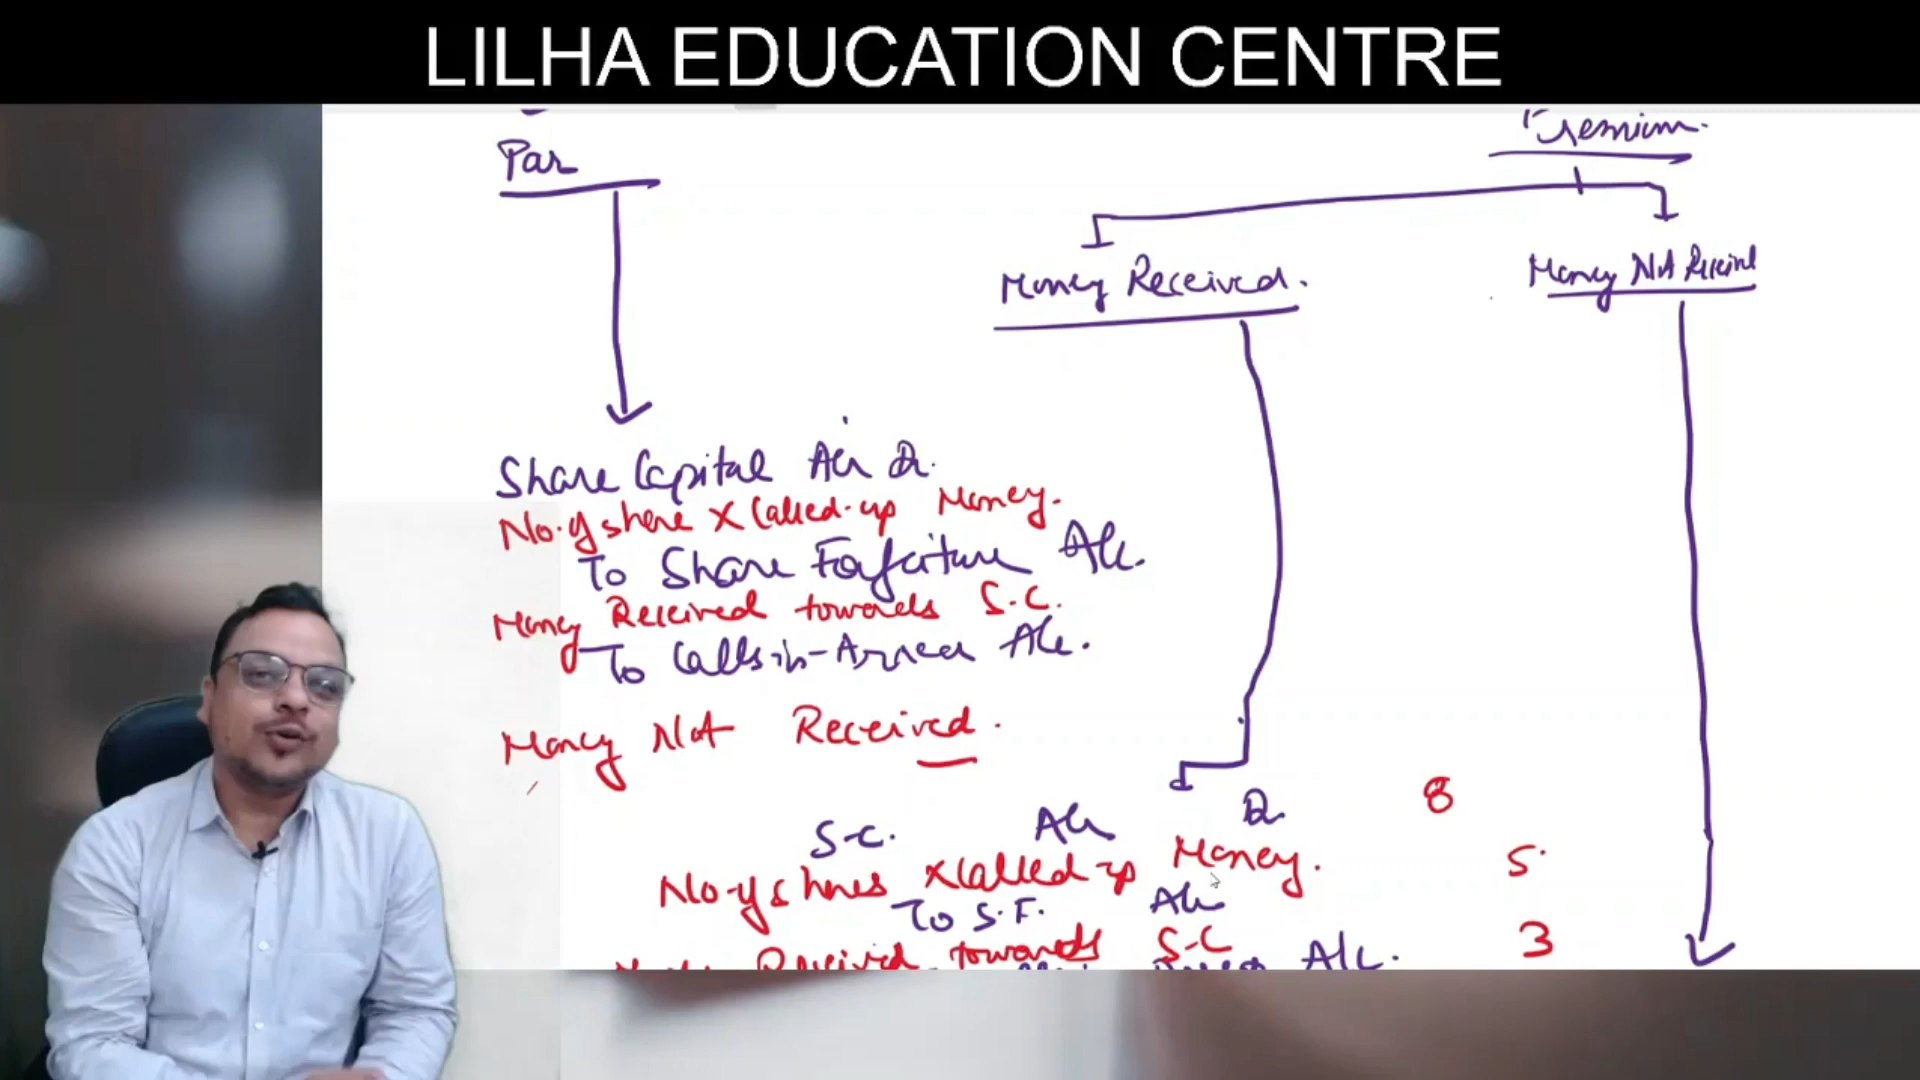 LILHA EDUCATION CENTRE
Par
Premium.
Money Received.
Money Not Received
Share Capital A/c Dr.
No. of share X Called-up Money.
To Share Forfeiture A/c.
Money Received towards S.C.
To Calls-in-Arrear A/c.
Money Not Received.
S.C. A/c Dr. 8
No. of shares X Called up Money. 5
To S.F. A/c
Received towards S-C 3
A/c.